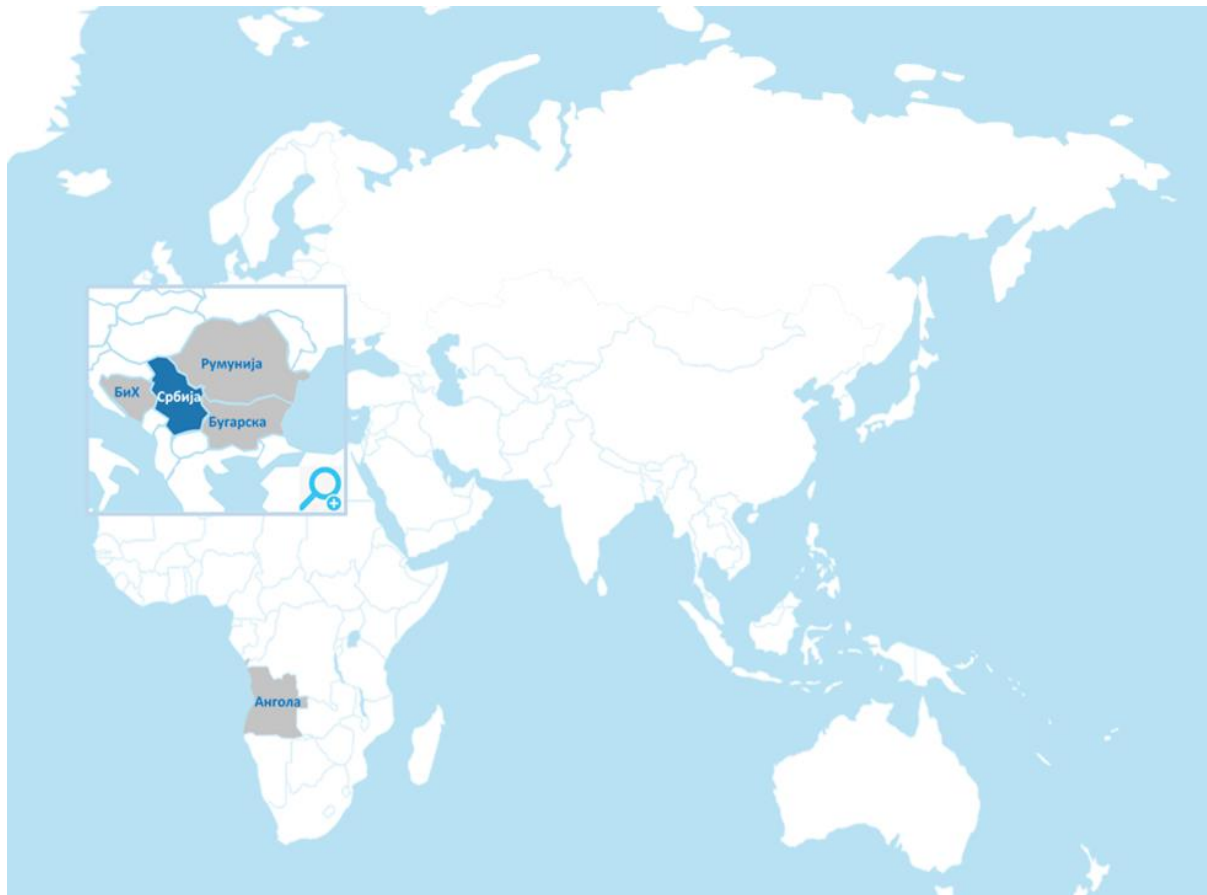 Румунија
БиХ
Србија
Бугарска
Ангола